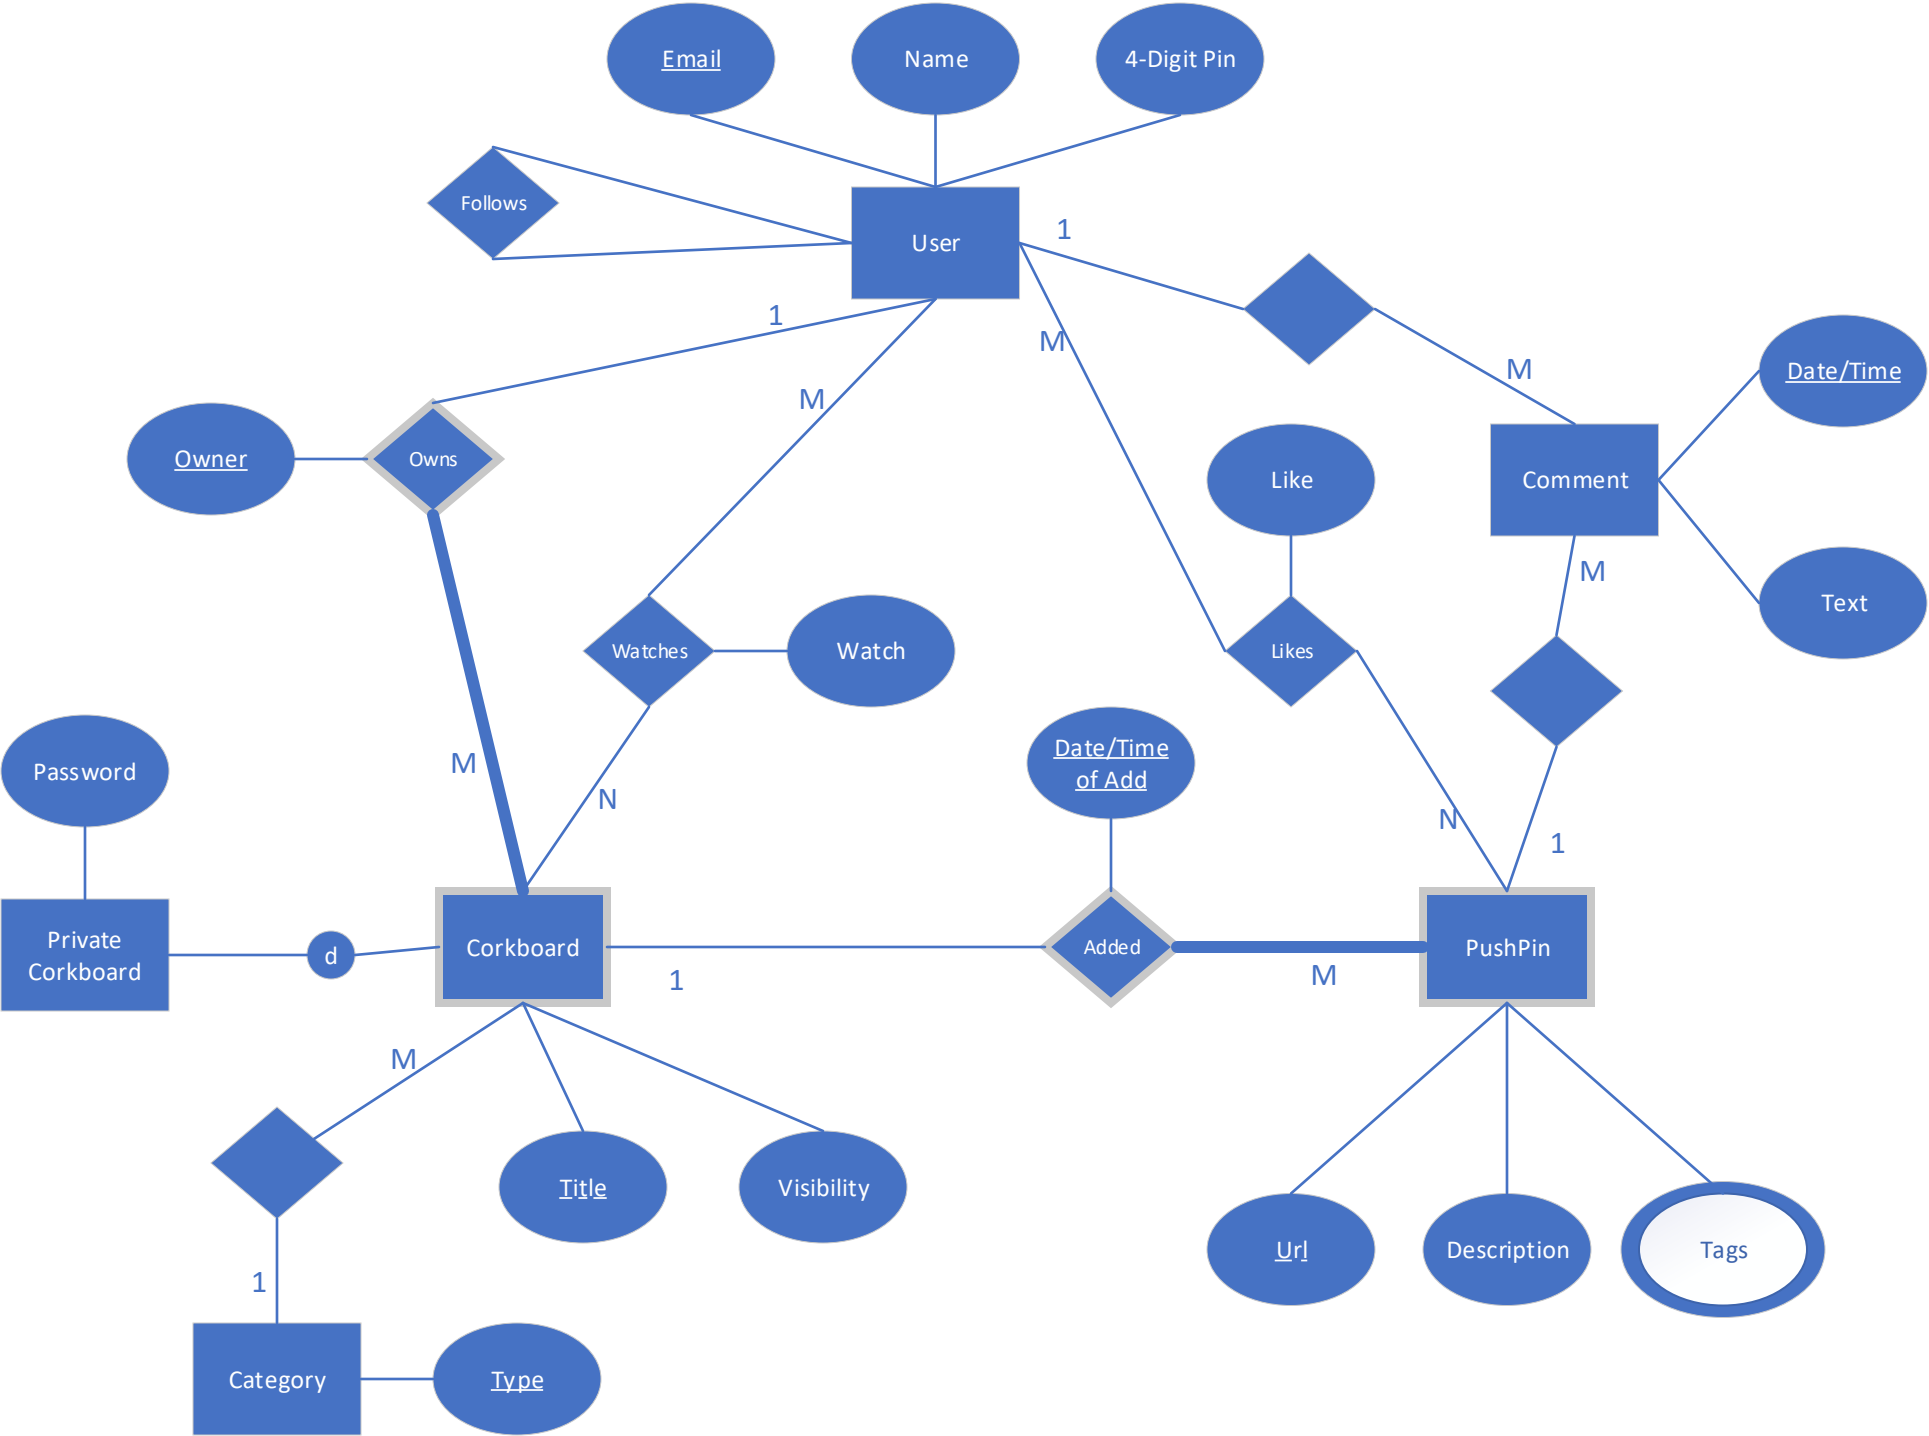 Email
Name
4-Digit Pin
Follows
User
1
1
M
M
M
Date/Time
Owner
Owns
Like
Comment
M
Text
Watches
Watch
Likes
Date/Time
of Add
Password
M
N
N
1
Private
Corkboard
d
Corkboard
Added
PushPin
1
M
M
Title
Visibility
Url
Description
Tags
1
Category
Type